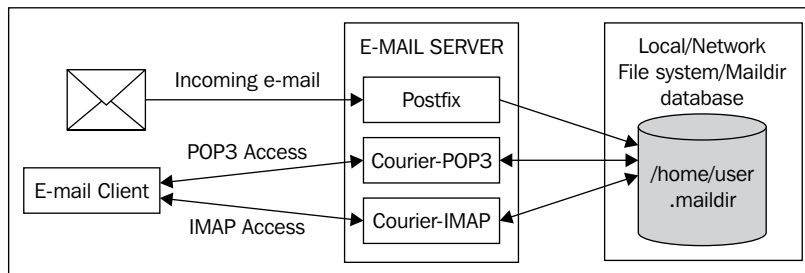 E-MAIL SERVER
Local/Network
File system/Maildir
database
Incoming e-mail
Postfix
POP3 Access
Courier-POP3
/home/user
.maildir
E-mail Client
IMAP Access
Courier-IMAP